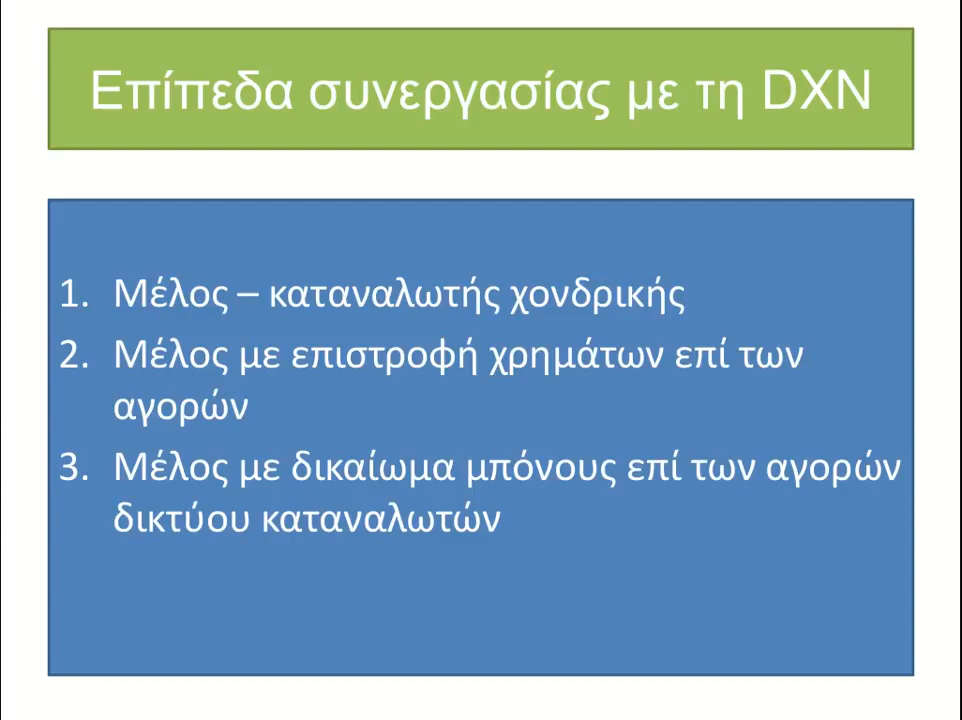 Επίπεδα συνεργασίας με τη DXN
1. Μέλος – καταναλωτής χονδρικής
2. Μέλος με επιστροφή χρημάτων επί των
αγορών
3. Μέλος με δικαίωμα μπόνους επί των αγορών
δικτύου καταναλωτών